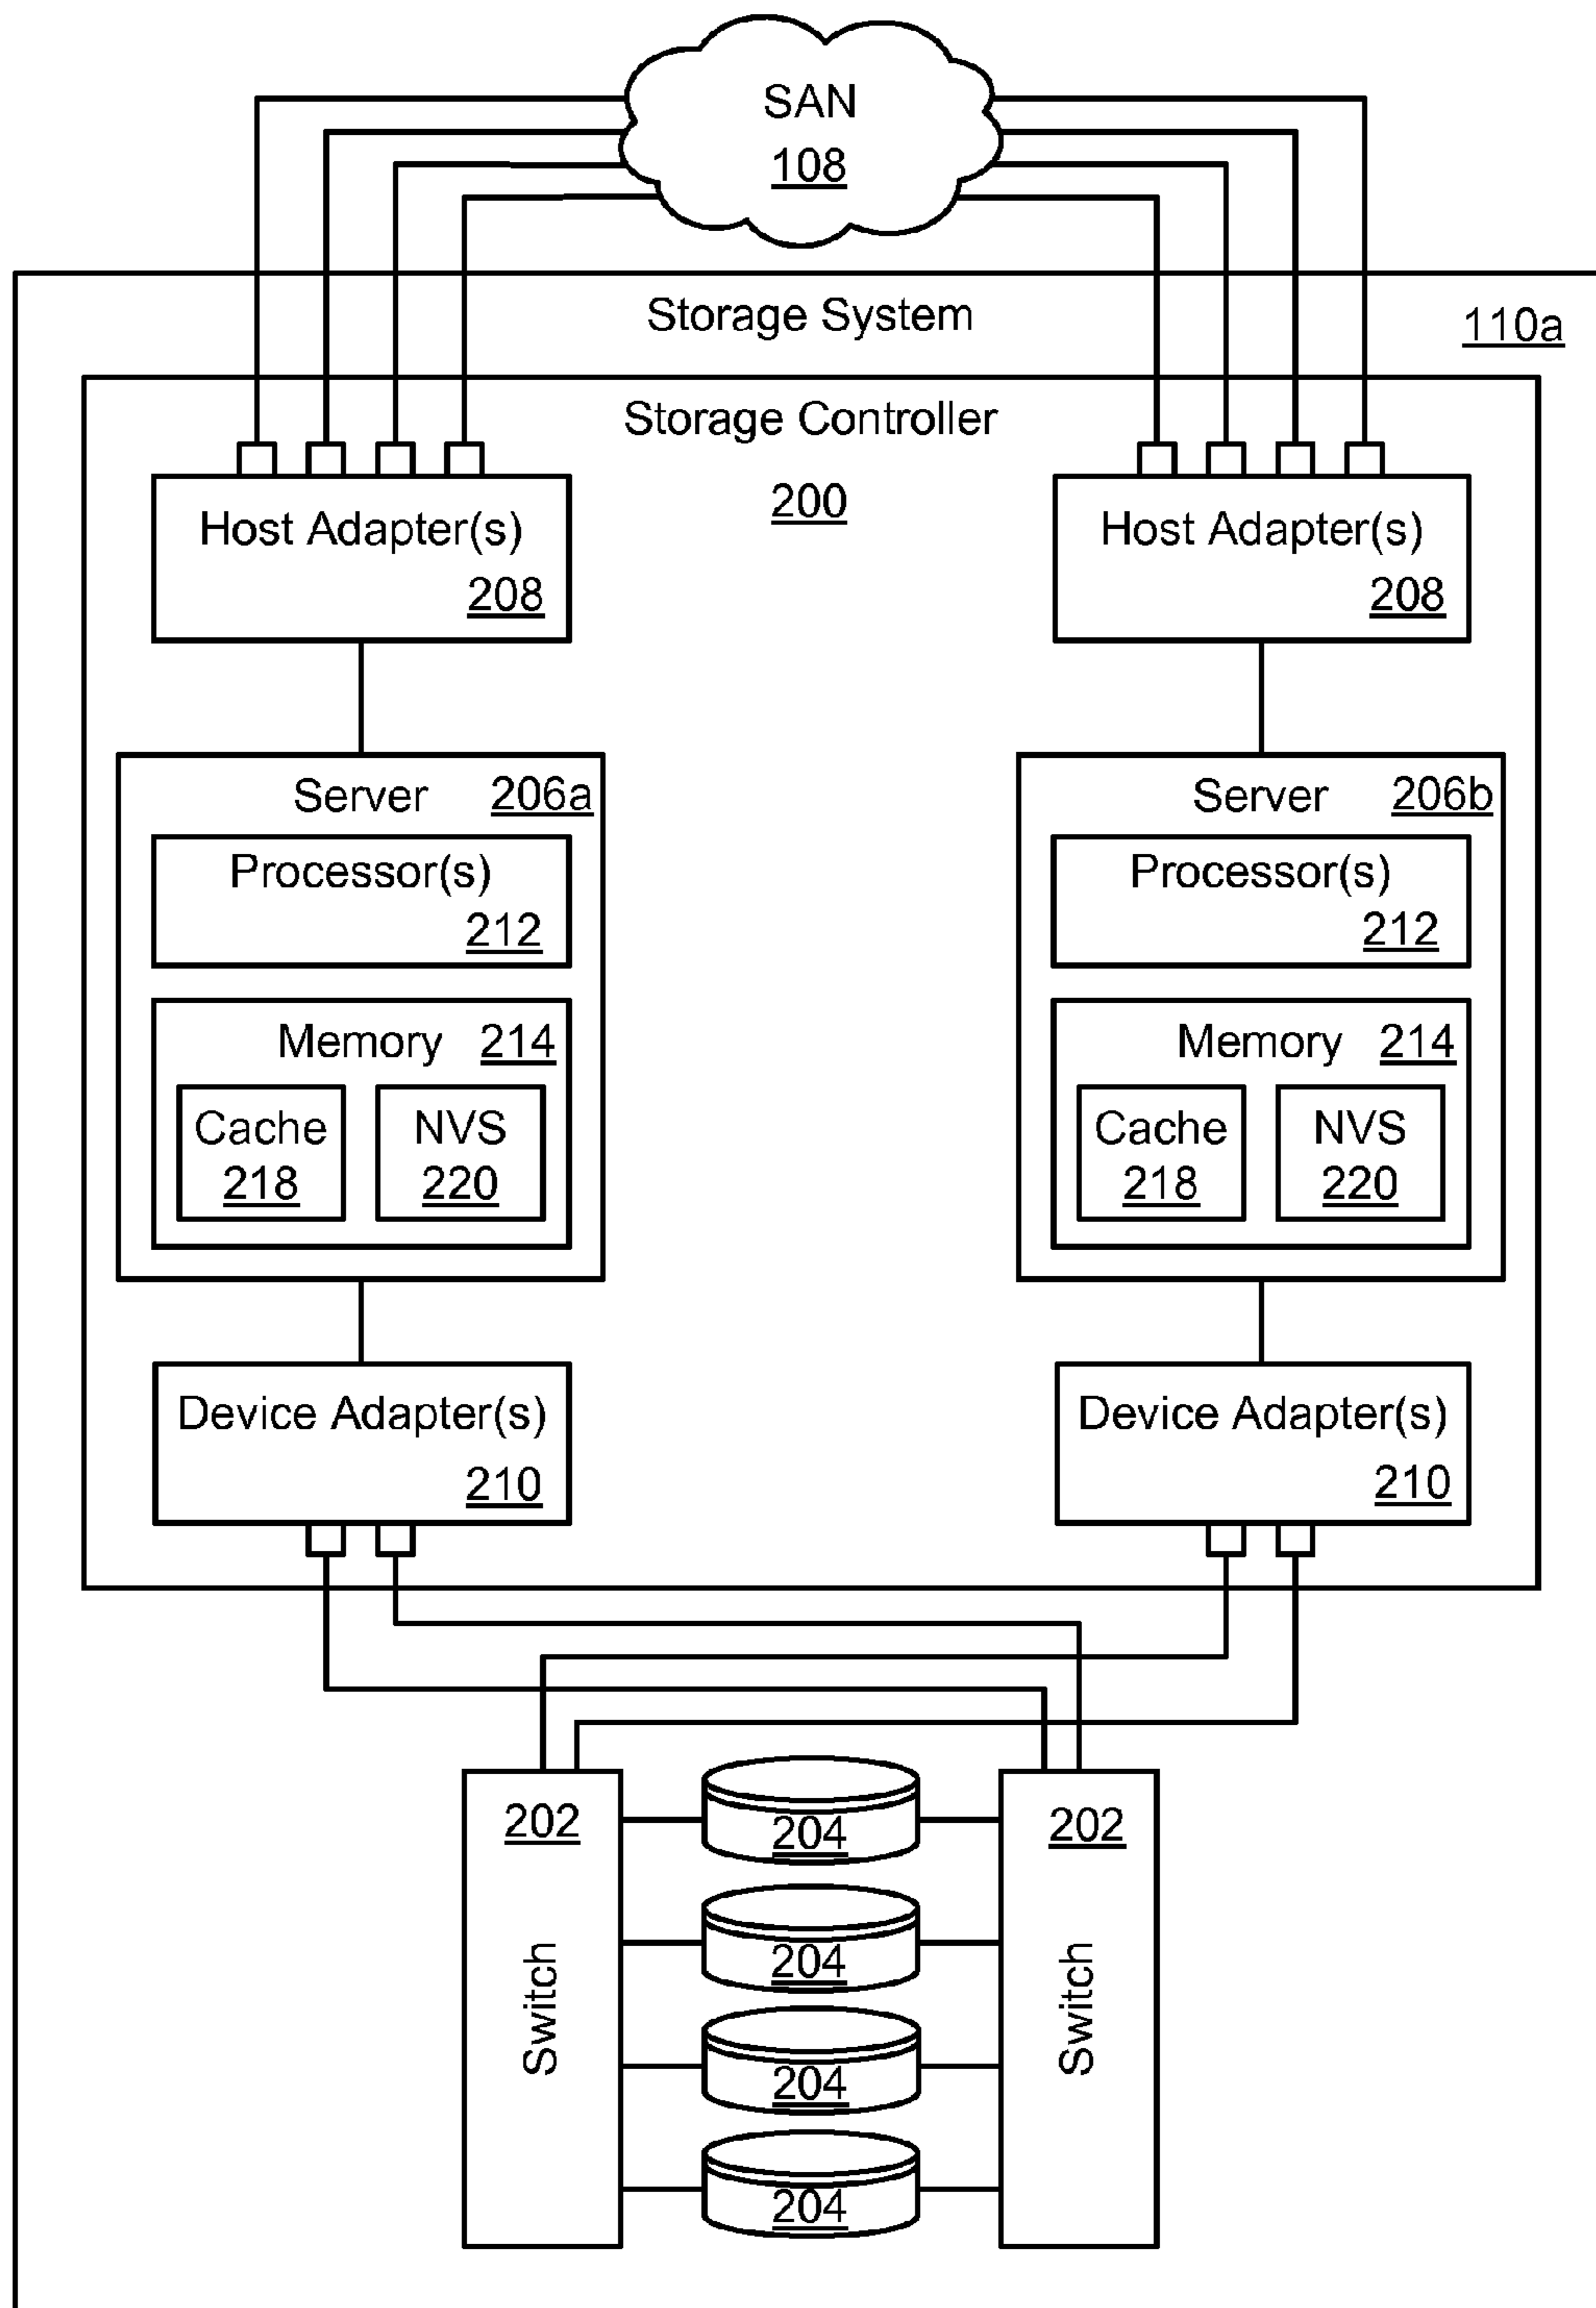 SAN
108
Storage System
110a
Storage Controller
200
Host Adapter(s)
208
Host Adapter(s)
208
Server 206a
Processor(s)
212
Memory 214
Cache
218
NVS
220
Server 206b
Processor(s)
212
Memory 214
Cache
218
NVS
220
Device Adapter(s)
210
Device Adapter(s)
210
202
Switch
204
204
204
204
202
Switch